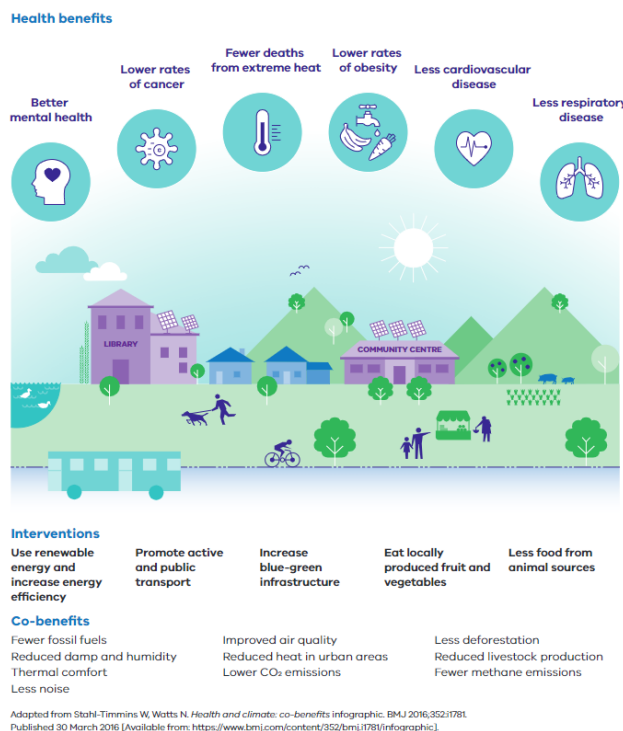 Health benefits
Better
mental health
Lower rates
of cancer
Fewer deaths
from extreme heat
Lower rates
of obesity
Less cardiovascular
disease
Less respiratory
disease
LIBRARY
COMMUNITY CENTRE
Interventions
Use renewable
energy and
increase energy
efficiency
Promote active
and public
transport
Increase
blue-green
infrastructure
Eat locally
produced fruit and
vegetables
Less food from
animal sources
Co-benefits
Fewer fossil fuels
Reduced damp and humidity
Thermal comfort
Less noise
Improved air quality
Reduced heat in urban areas
Lower CO₂ emissions
Less deforestation
Reduced livestock production
Fewer methane emissions
Adapted from Stahl-Timmins W, Watts N. Health and climate: co-benefits infographic. BMJ 2016;352:i1781.
Published 30 March 2016 [Available from: https://www.bmj.com/content/352/bmj.i1781/infographic].